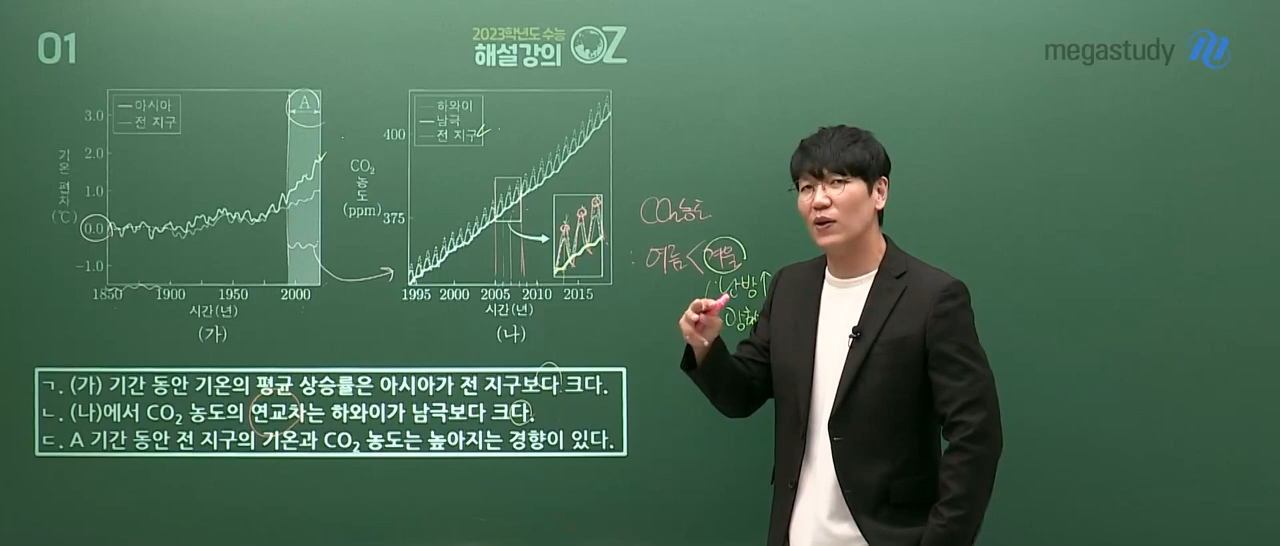 01
2023학년도 수능
해설강의 OZ
megastudy
아시아
전 지구
A
3.0
2.0
1.0
0.0
−1.0
기온 편차(℃)
1850 1900 1950 2000
시간(년)
(가)
하와이
남극
전 지구
400
375
CO₂ 농도 (ppm)
1995 2000 2005 2010 2015
시간(년)
(나)
CO₂농도
: 여름 < 겨울
난방↑
ㄱ. (가) 기간 동안 기온의 평균 상승률은 아시아가 전 지구보다 크다.
ㄴ. (나)에서 CO₂ 농도의 연교차는 하와이가 남극보다 크다.
ㄷ. A 기간 동안 전 지구의 기온과 CO₂ 농도는 높아지는 경향이 있다.